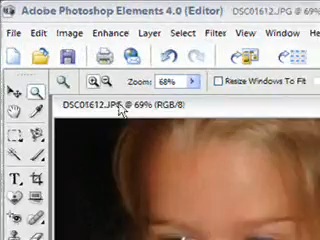 Adobe Photoshop Elements 4.0 (Editor) DSC01612.JPG @ 69%
File Edit Image Enhance Layer Select Filter View Window
Zoom: 68% Resize Windows To Fit
DSC01612.JPG @ 69% (RGB/8)
T